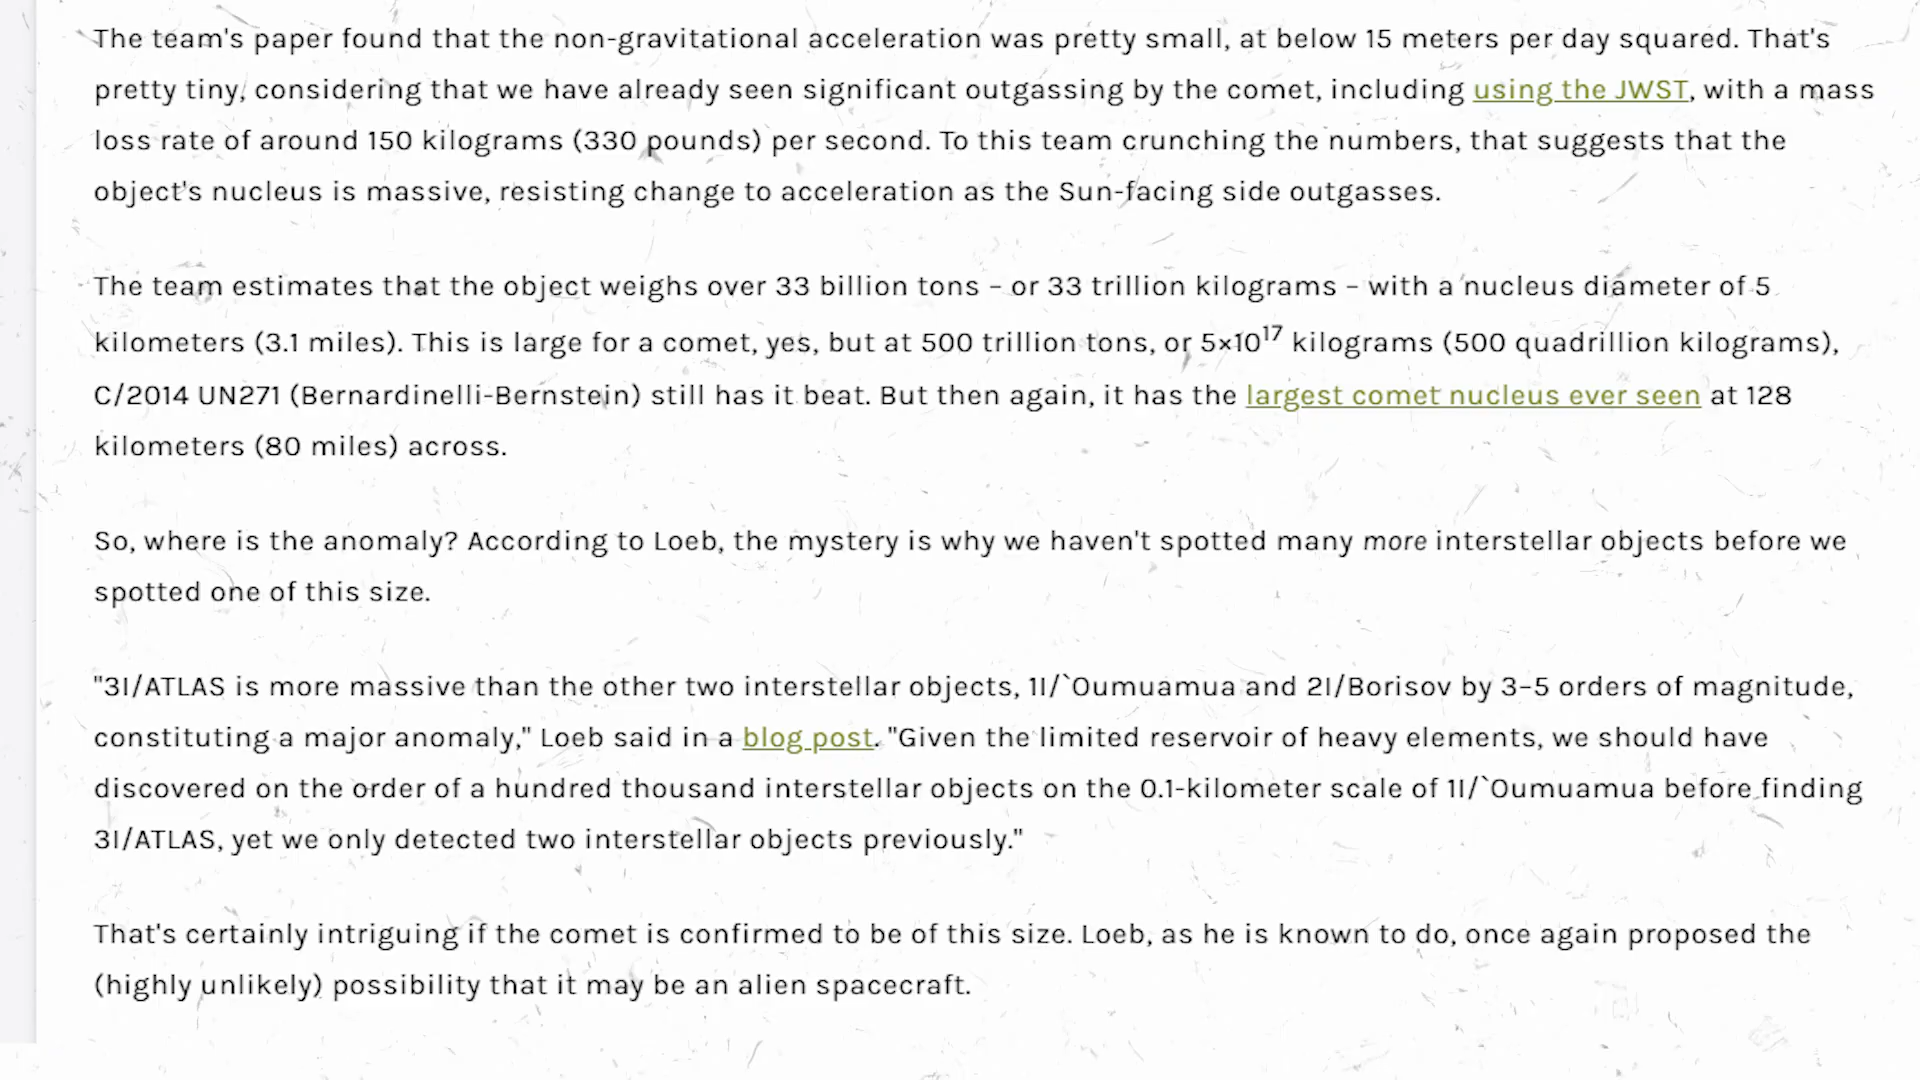 The team's paper found that the non-gravitational acceleration was pretty small, at below 15 meters per day squared. That's
pretty tiny, considering that we have already seen significant outgassing by the comet, including using the JWST, with a mass
loss rate of around 150 kilograms (330 pounds) per second. To this team crunching the numbers, that suggests that the
object's nucleus is massive, resisting change to acceleration as the Sun-facing side outgasses.
The team estimates that the object weighs over 33 billion tons – or 33 trillion kilograms – with a nucleus diameter of 5
kilometers (3.1 miles). This is large for a comet, yes, but at 500 trillion tons, or 5×10¹⁷ kilograms (500 quadrillion kilograms),
C/2014 UN271 (Bernardinelli-Bernstein) still has it beat. But then again, it has the largest comet nucleus ever seen at 128
kilometers (80 miles) across.
So, where is the anomaly? According to Loeb, the mystery is why we haven't spotted many more interstellar objects before we
spotted one of this size.
"3I/ATLAS is more massive than the other two interstellar objects, 1I/`Oumuamua and 2I/Borisov by 3-5 orders of magnitude,
constituting a major anomaly," Loeb said in a blog post. "Given the limited reservoir of heavy elements, we should have
discovered on the order of a hundred thousand interstellar objects on the 0.1-kilometer scale of 1I/`Oumuamua before finding
3I/ATLAS, yet we only detected two interstellar objects previously."
That's certainly intriguing if the comet is confirmed to be of this size. Loeb, as he is known to do, once again proposed the
(highly unlikely) possibility that it may be an alien spacecraft.